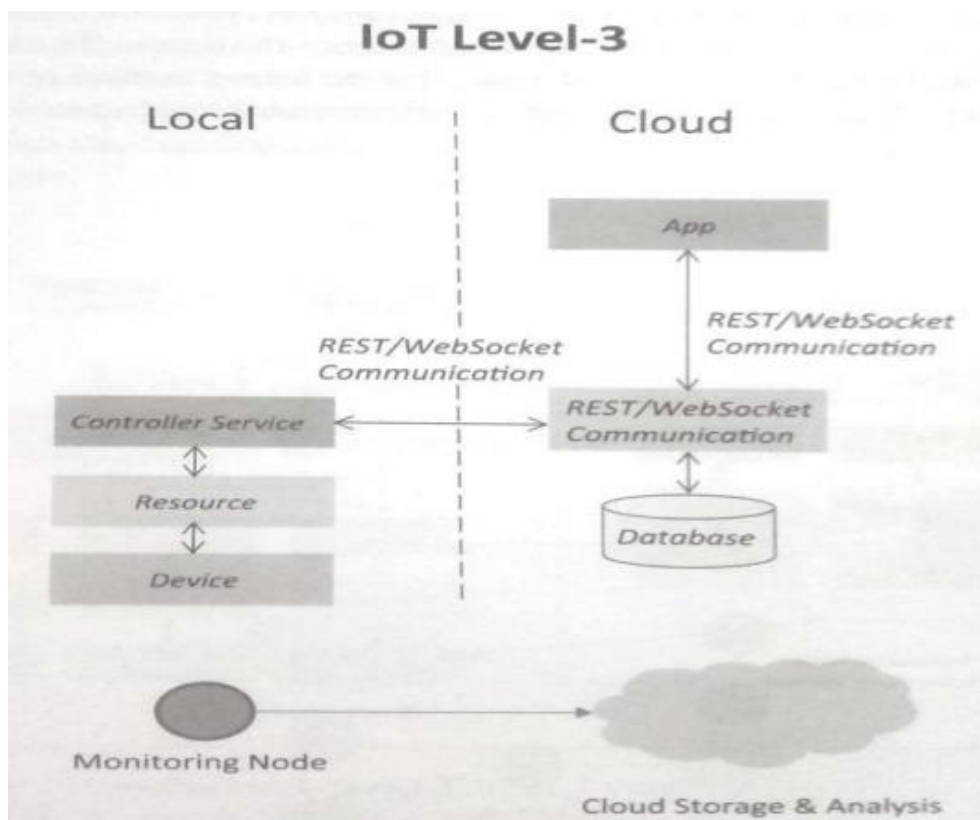 IoT Level-3
Local
Cloud
App
REST/WebSocket
Communication
REST/WebSocket
Communication
Controller Service
REST/WebSocket
Communication
Resource
Database
Device
Monitoring Node
Cloud Storage & Analysis